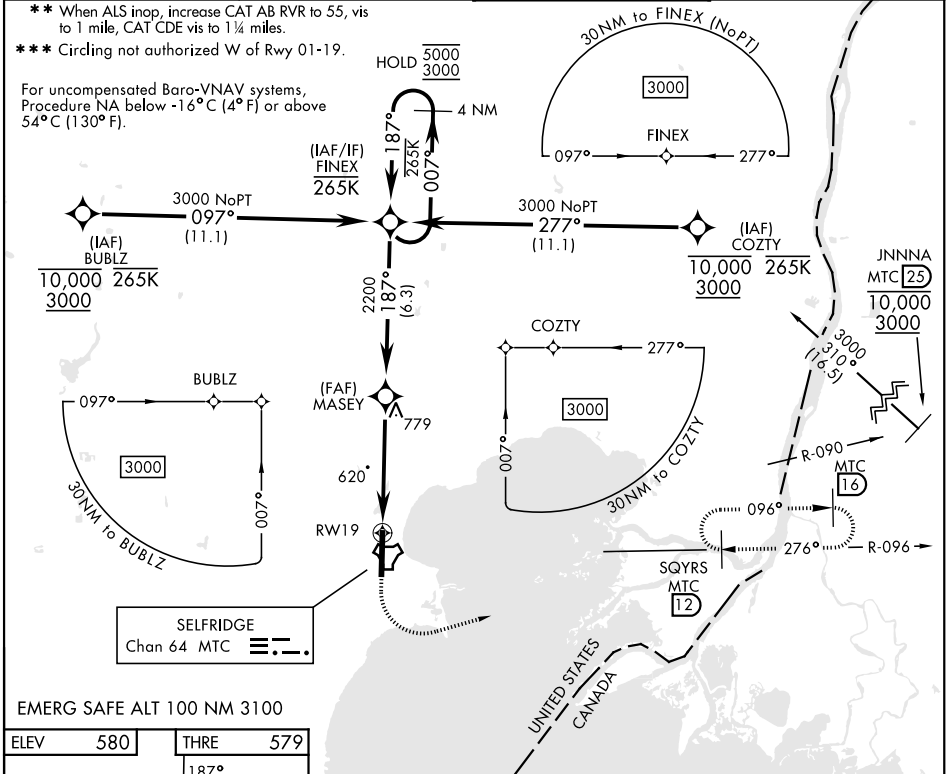 ** When ALS inop, increase CAT AB RVR to 55, vis
to 1 mile, CAT CDE vis to 1¼ miles.
*** Circling not authorized W of Rwy 01-19.
For uncompensated Baro-VNAV systems,
Procedure NA below -16°C (4°F) or above
54°C (130°F).
HOLD 5000
3000
4 NM
187°
265K
007°
30 NM to FINEX (NoPT)
3000
FINEX
097°
277°
(IAF/IF)
FINEX
265K
3000 NoPT
097°
(11.1)
3000 NoPT
277°
(11.1)
(IAF)
BUBLZ
10,000 265K
3000
(IAF)
COZTY
10,000 265K
3000
JNNNA
MTC 25
10,000
3000
2200
187°
(6.3)
3000
310°
(16.5)
BUBLZ
097°
3000
007°
30 NM to BUBLZ
(FAF)
MASEY
779
620°
RW19
COZTY
277°
3000
007°
30 NM to COZTY
R-090
MTC
16
096°
276°
R-096
SQYRS
MTC
12
SELFRIDGE
Chan 64 MTC
UNITED STATES
CANADA
EMERG SAFE ALT 100 NM 3100
ELEV 580
THRE 579
187°